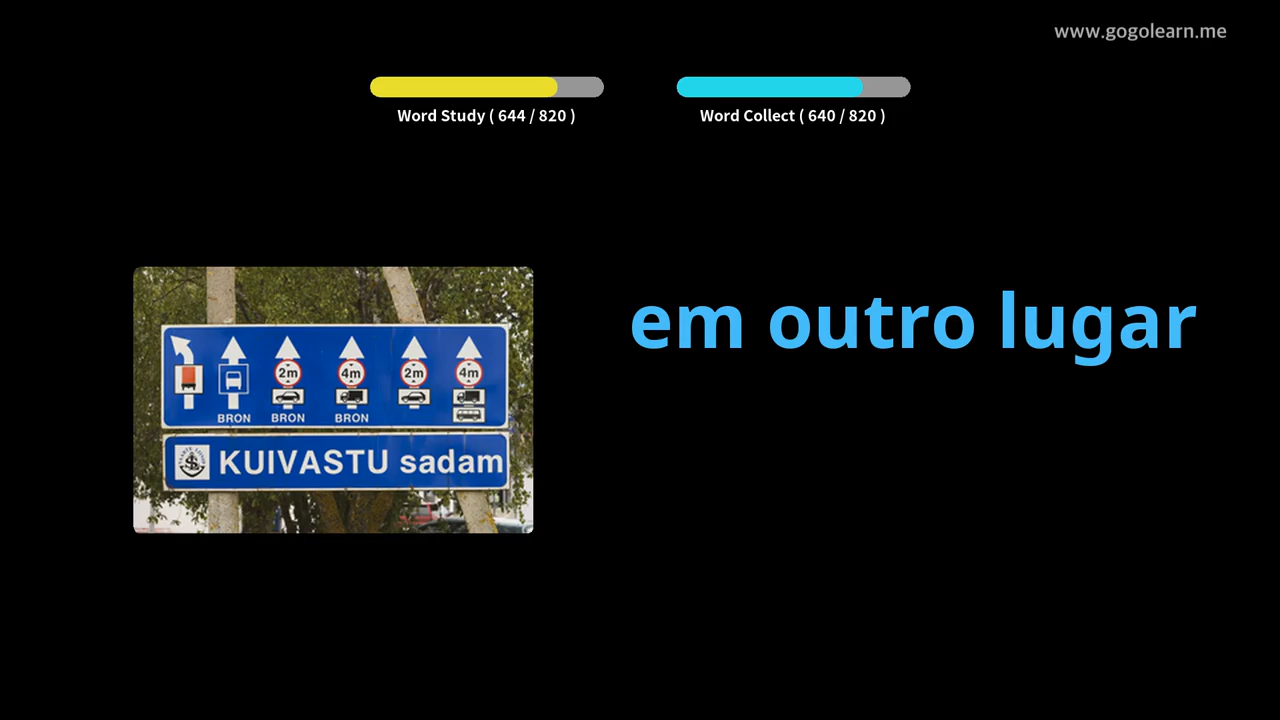 www.gogolearn.me
Word Study ( 644 / 820 )
Word Collect ( 640 / 820 )
em outro lugar
2m 4m 2m 4m
BRON BRON BRON
KUIVASTU sadam